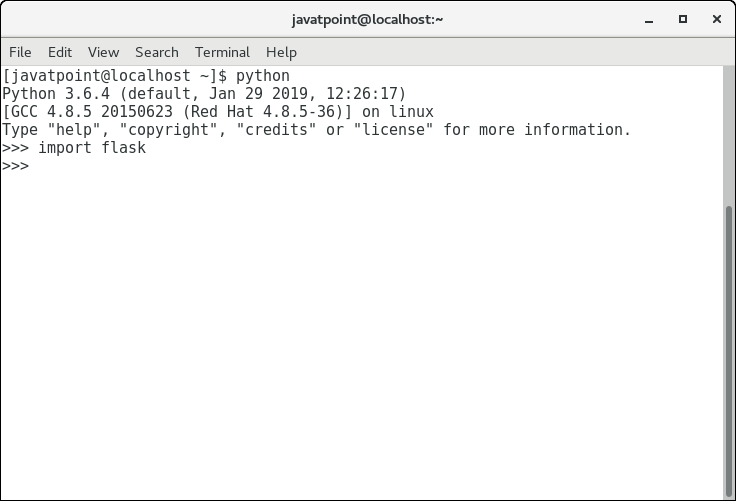 javatpoint@localhost:~
File Edit View Search Terminal Help
[javatpoint@localhost ~]$ python
Python 3.6.4 (default, Jan 29 2019, 12:26:17)
[GCC 4.8.5 20150623 (Red Hat 4.8.5-36)] on linux
Type "help", "copyright", "credits" or "license" for more information.
>>> import flask
>>>